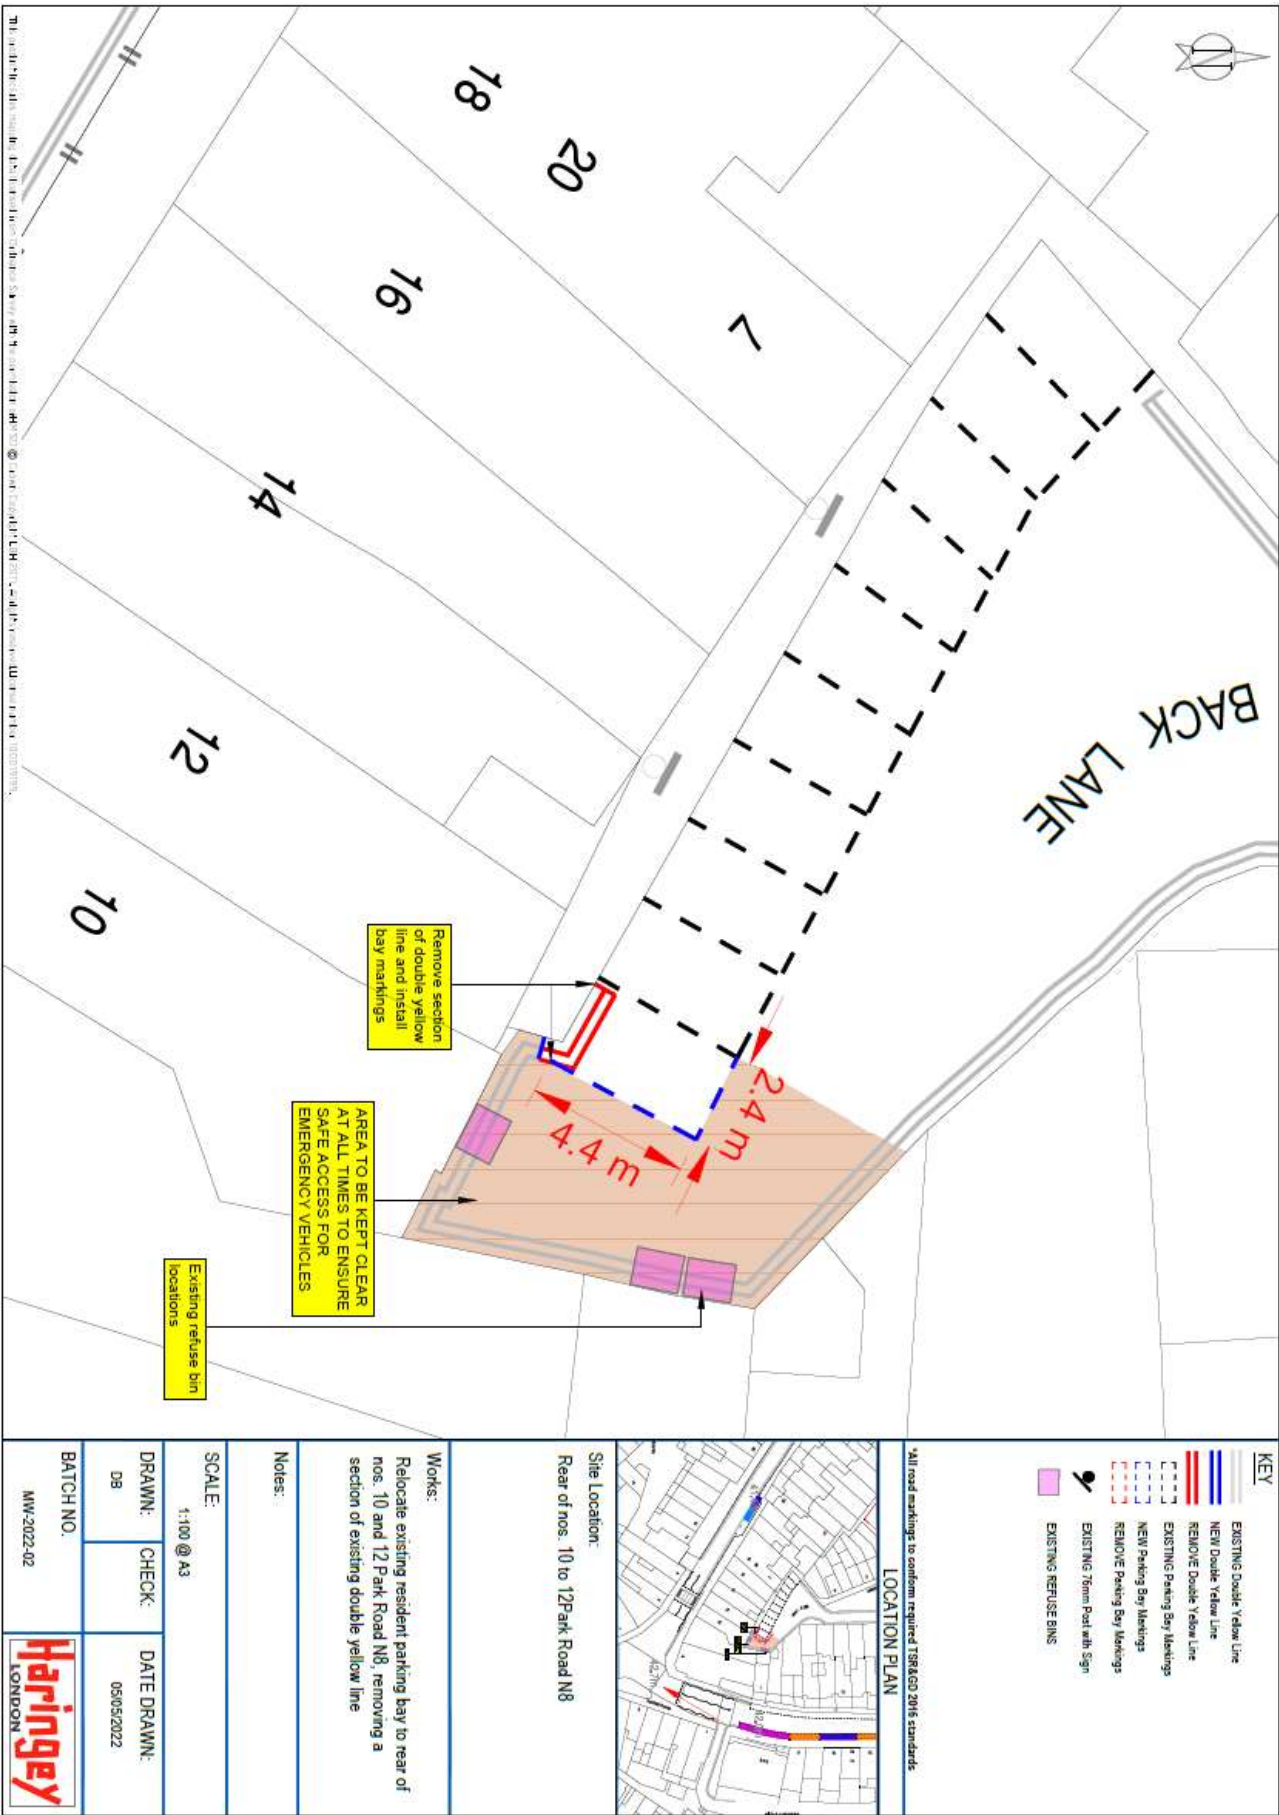 18
20
16
7
14
12
10
BACK LANE
Remove section
of double yellow
line and install
bay markings
2.4 m
4.4 m
AREA TO BE KEPT CLEAR
AT ALL TIMES TO ENSURE
SAFE ACCESS FOR
EMERGENCY VEHICLES
Existing refuse bin
locations
KEY
EXISTING Double Yellow Line
NEW Double Yellow Line
REMOVE Double Yellow Line
EXISTING Parking Bay Markings
NEW Parking Bay Markings
REMOVE Parking Bay Markings
EXISTING 76mm Post with Sign
EXISTING REFUSE BINS
*All road markings to conform required TSR&GD 2016 standards
LOCATION PLAN
Site Location:
Rear of nos. 10 to 12Park Road N8
Works:
Relocate existing resident parking bay to rear of
nos. 10 and 12 Park Road N8, removing a
section of existing double yellow line
Notes:
SCALE:
1:100 @ A3
DRAWN:
DB
CHECK:
DATE DRAWN:
05/05/2022
BATCH NO.
MW-2022-02
Haringey
LONDON